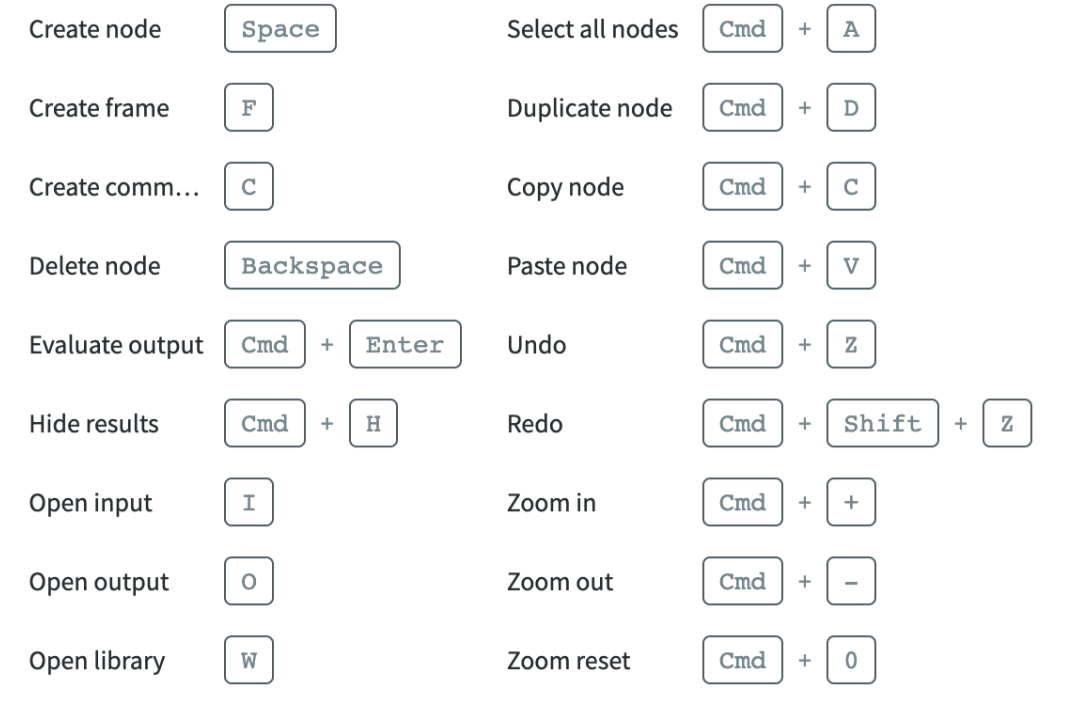 Create node Space
Create frame F
Create comm... C
Delete node Backspace
Evaluate output Cmd + Enter
Hide results Cmd + H
Open input I
Open output O
Open library W
Select all nodes Cmd + A
Duplicate node Cmd + D
Copy node Cmd + C
Paste node Cmd + V
Undo Cmd + Z
Redo Cmd + Shift + Z
Zoom in Cmd + +
Zoom out Cmd + −
Zoom reset Cmd + 0